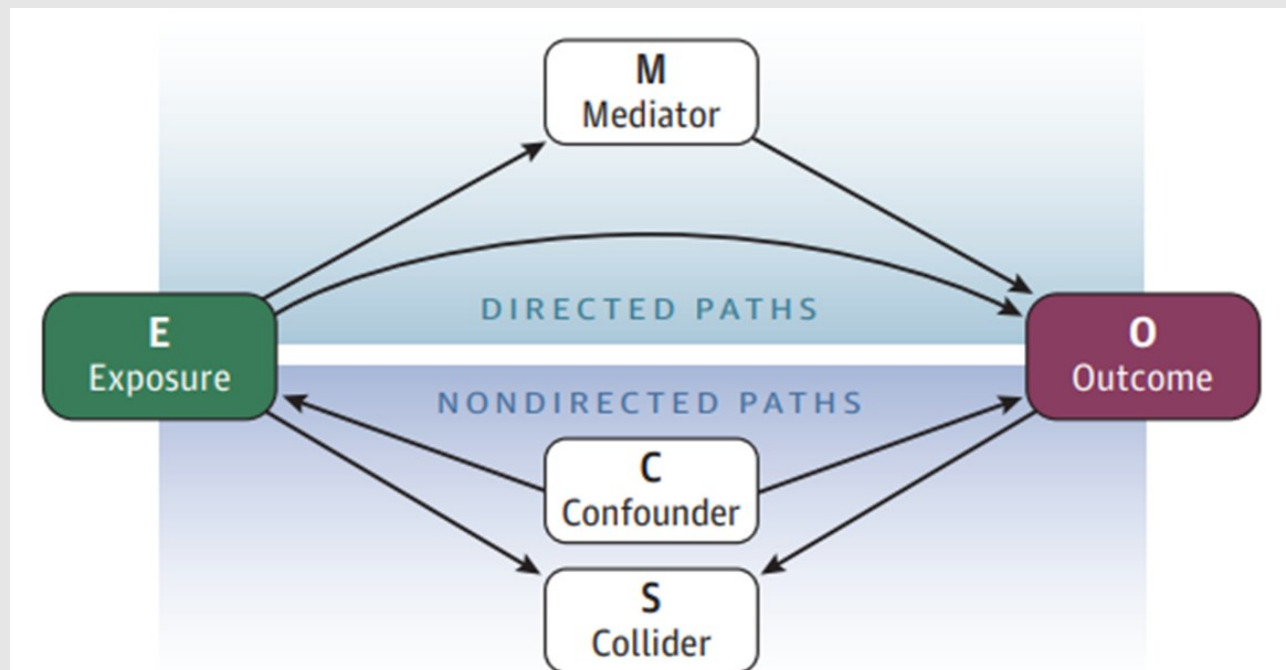 M
Mediator
DIRECTED PATHS
E
Exposure
O
Outcome
NONDIRECTED PATHS
C
Confounder
S
Collider